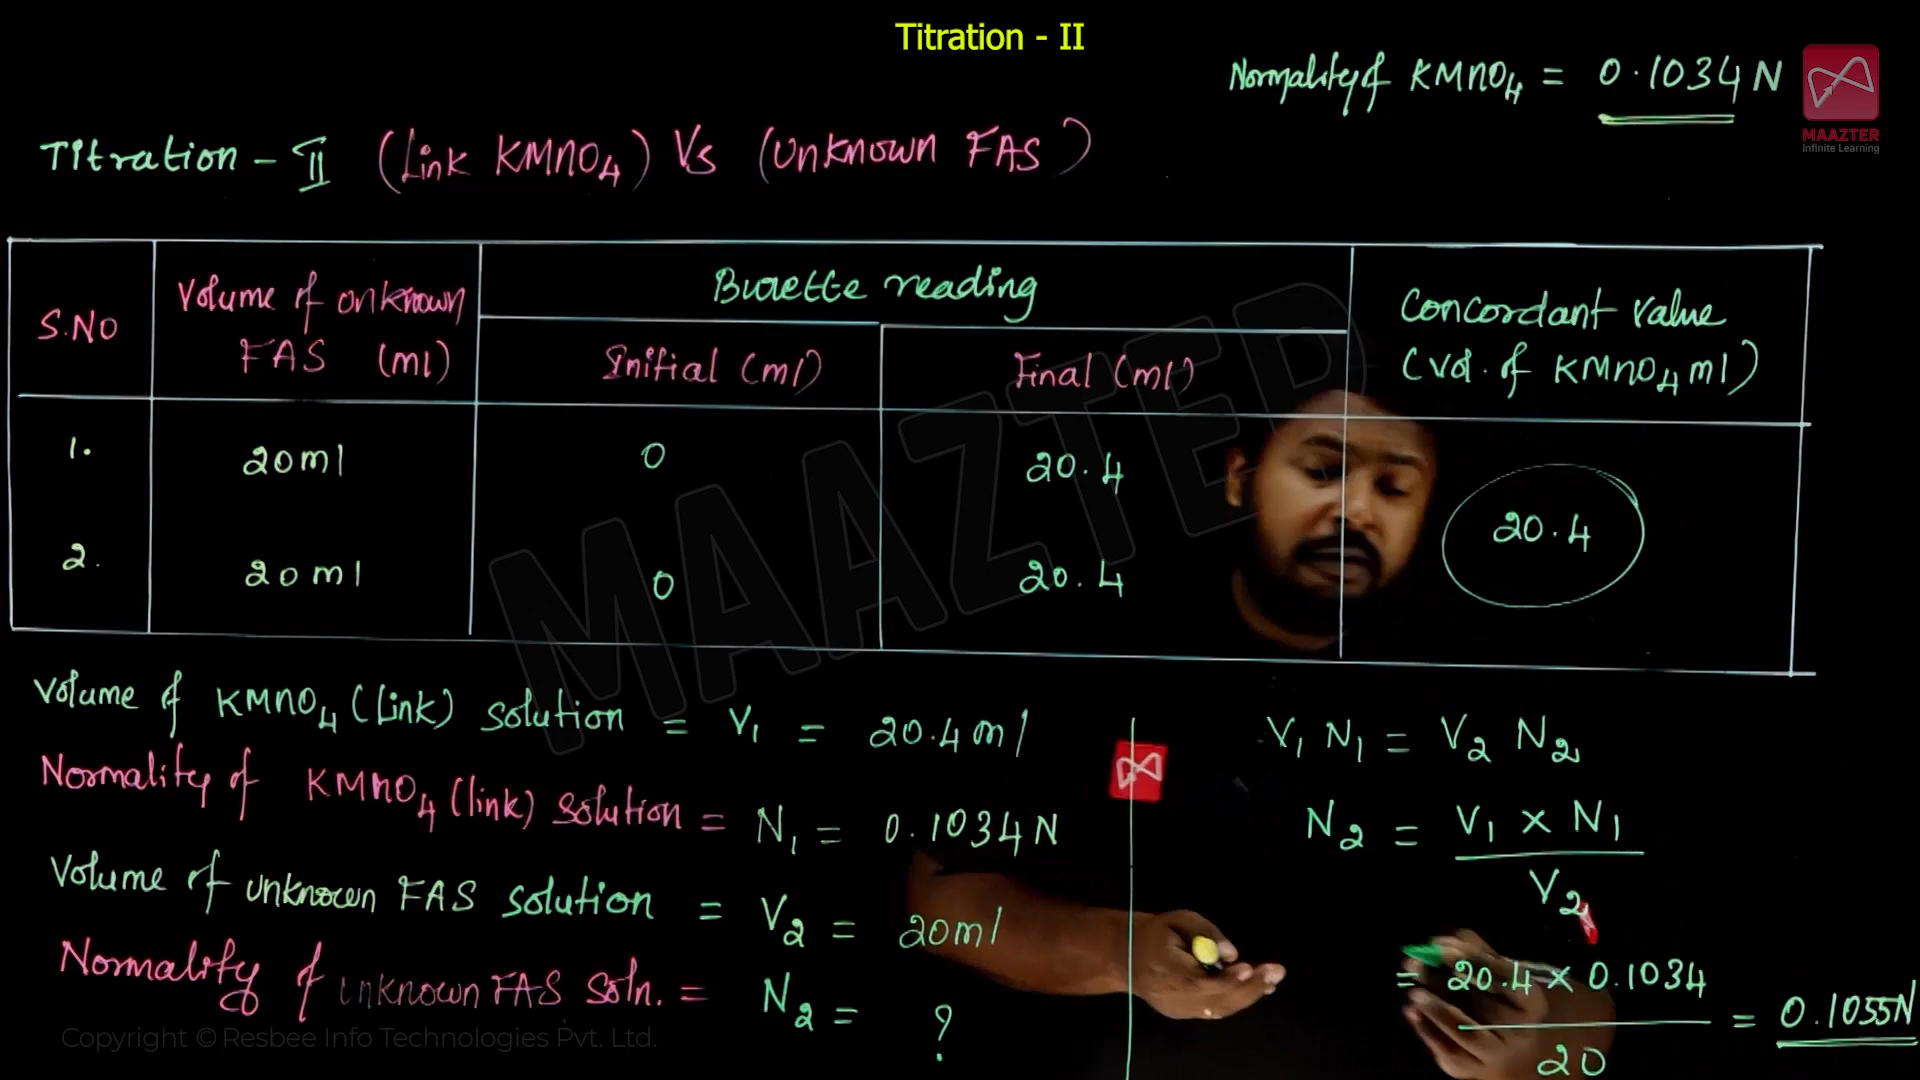 Titration - II
Normality of KMnO4 = 0.1034 N
MAAZTER
Infinite Learning
Titration - II (Link KMnO4) Vs (Unknown FAS)
S.NO
Volume of unknown FAS (ml)
Burette reading
Initial (ml)
Final (ml)
Concordant value (Vol. of KMnO4 ml)
1. 20ml 0 20.4
20.4
2. 20ml 0 20.4
MAAZTER
Volume of KMnO4 (Link) solution = V1 = 20.4ml
Normality of KMnO4 (link) solution = N1 = 0.1034 N
Volume of unknown FAS solution = V2 = 20ml
Normality of unknown FAS soln. = N2 = ?
V1 N1 = V2 N2
N2 = V1 x N1
V2
= 20.4 x 0.1034 = 0.1055N
20
Copyright © Resbee Info Technologies Pvt. Ltd.